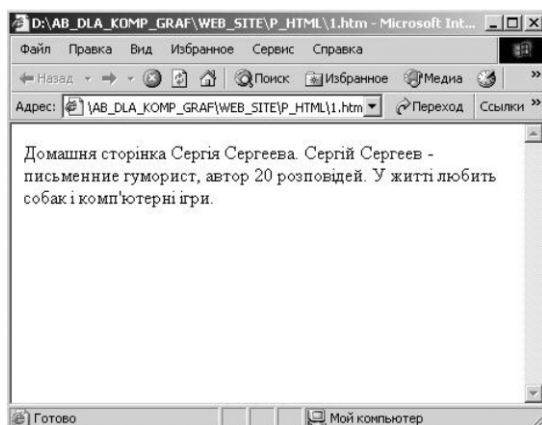 D:\AB_DLA_KOMP_GRAF\WEB_SITE\P_HTML\1.htm - Microsoft Int...
Файл Правка Вид Избранное Сервис Справка
Назад Поиск Избранное Медиа »
Адрес: \AB_DLA_KOMP_GRAF\WEB_SITE\P_HTML\1.htm Переход Ссылки »
Домашня сторінка Сергія Сергеева. Сергій Сергеев -
письменние гуморист, автор 20 розповідей. У житті любить
собак і комп'ютерні ігри.
Готово Мой компьютер